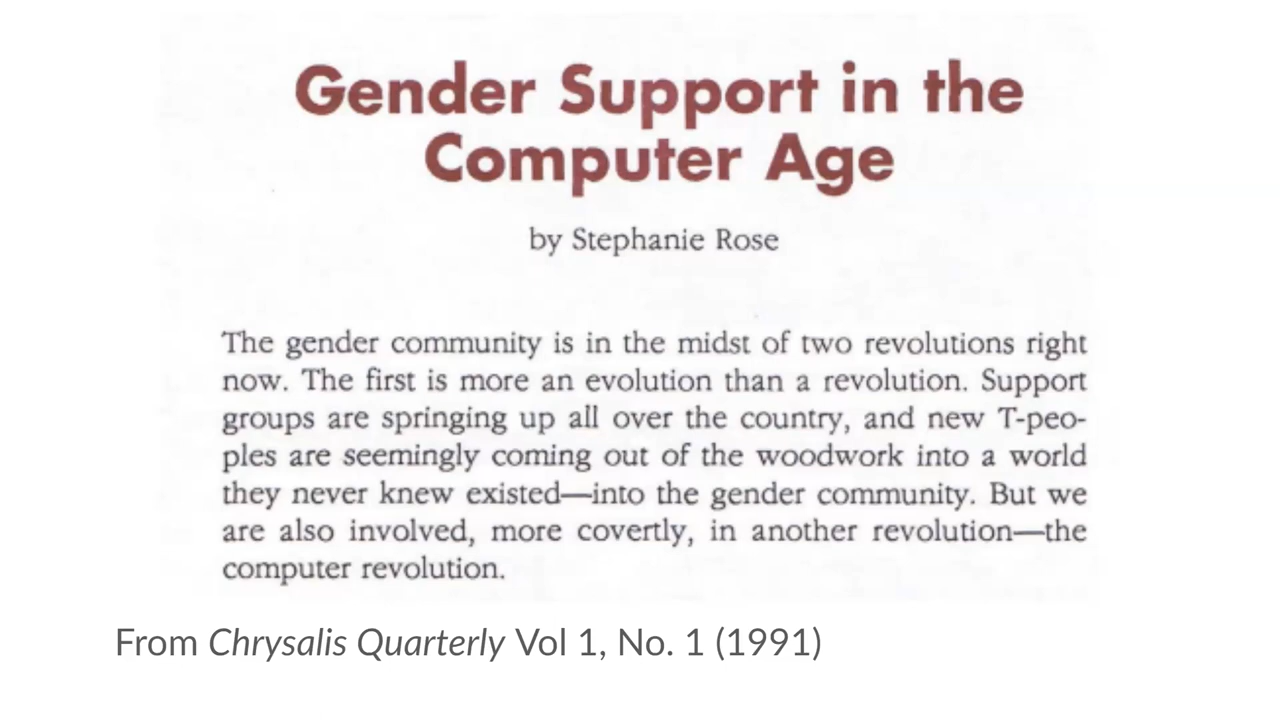 Gender Support in the
Computer Age
by Stephanie Rose
The gender community is in the midst of two revolutions right
now. The first is more an evolution than a revolution. Support
groups are springing up all over the country, and new T-peo-
ples are seemingly coming out of the woodwork into a world
they never knew existed—into the gender community. But we
are also involved, more covertly, in another revolution—the
computer revolution.
From Chrysalis Quarterly Vol 1, No. 1 (1991)